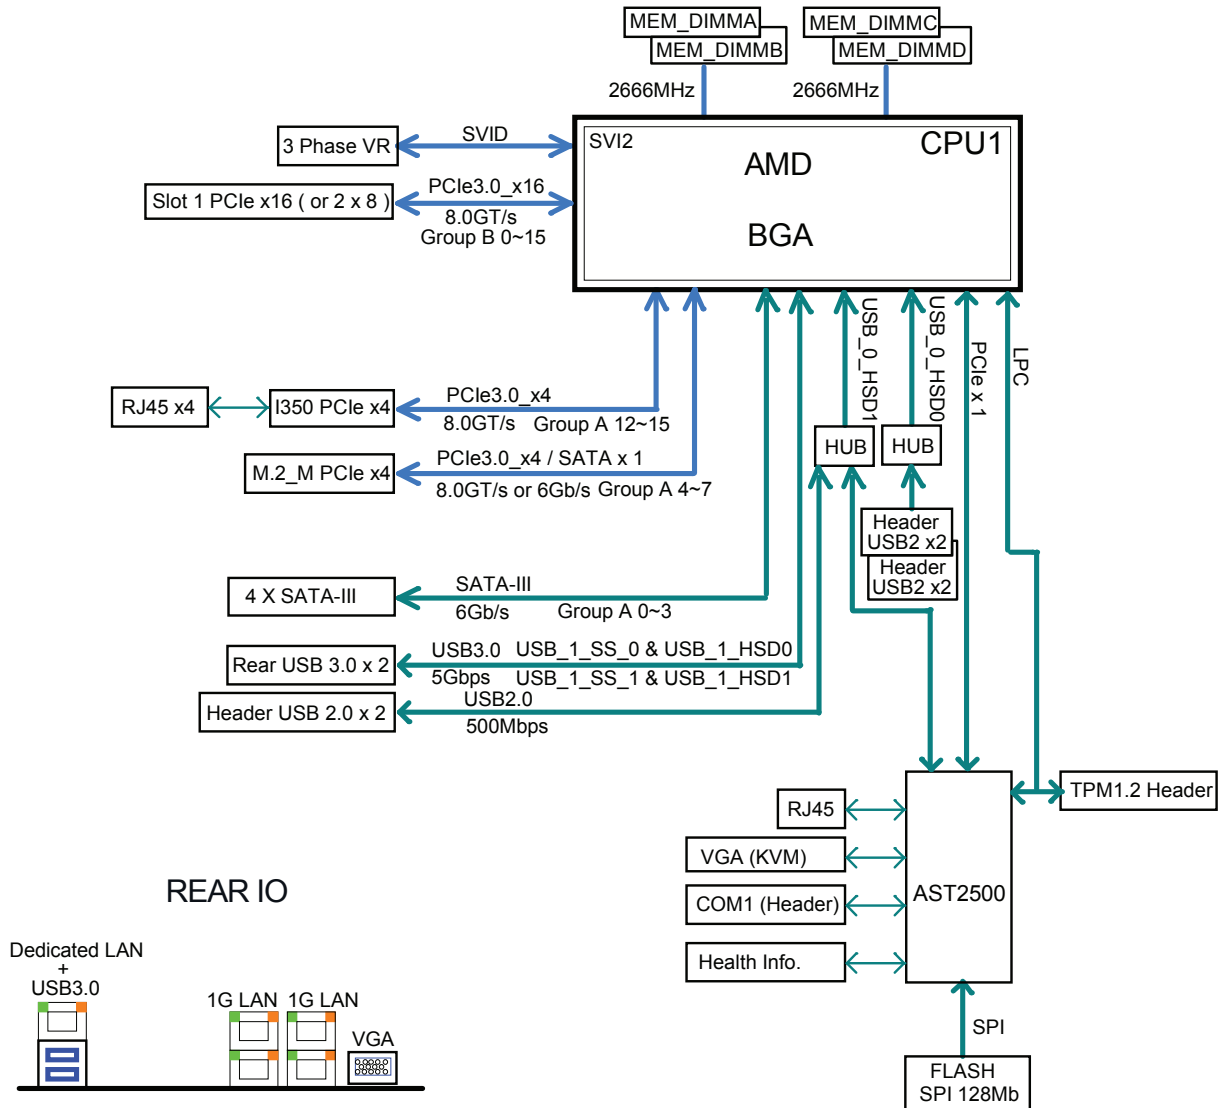 MEM_DIMMA
MEM_DIMMB
MEM_DIMMC
MEM_DIMMD
2666MHz
2666MHz
3 Phase VR
SVID
SVI2
CPU1
AMD
BGA
Slot 1 PCIe x16 ( or 2 x 8 )
PCIe3.0_x16
8.0GT/s
Group B 0~15
USB_0_HSD1
USB_0_HSD0
PCIe x 1
LPC
RJ45 x4
I350 PCIe x4
PCIe3.0_x4
8.0GT/s
Group A 12~15
M.2_M PCIe x4
PCIe3.0_x4 / SATA x 1
8.0GT/s or 6Gb/s
Group A 4~7
HUB
HUB
Header
USB2 x2
Header
USB2 x2
4 X SATA-III
SATA-III
6Gb/s
Group A 0~3
Rear USB 3.0 x 2
USB3.0
USB_1_SS_0 & USB_1_HSD0
5Gbps
USB_1_SS_1 & USB_1_HSD1
Header USB 2.0 x 2
USB2.0
500Mbps
TPM1.2 Header
RJ45
VGA (KVM)
COM1 (Header)
Health Info.
AST2500
SPI
FLASH
SPI 128Mb
REAR IO
Dedicated LAN
+
USB3.0
1G LAN
1G LAN
VGA